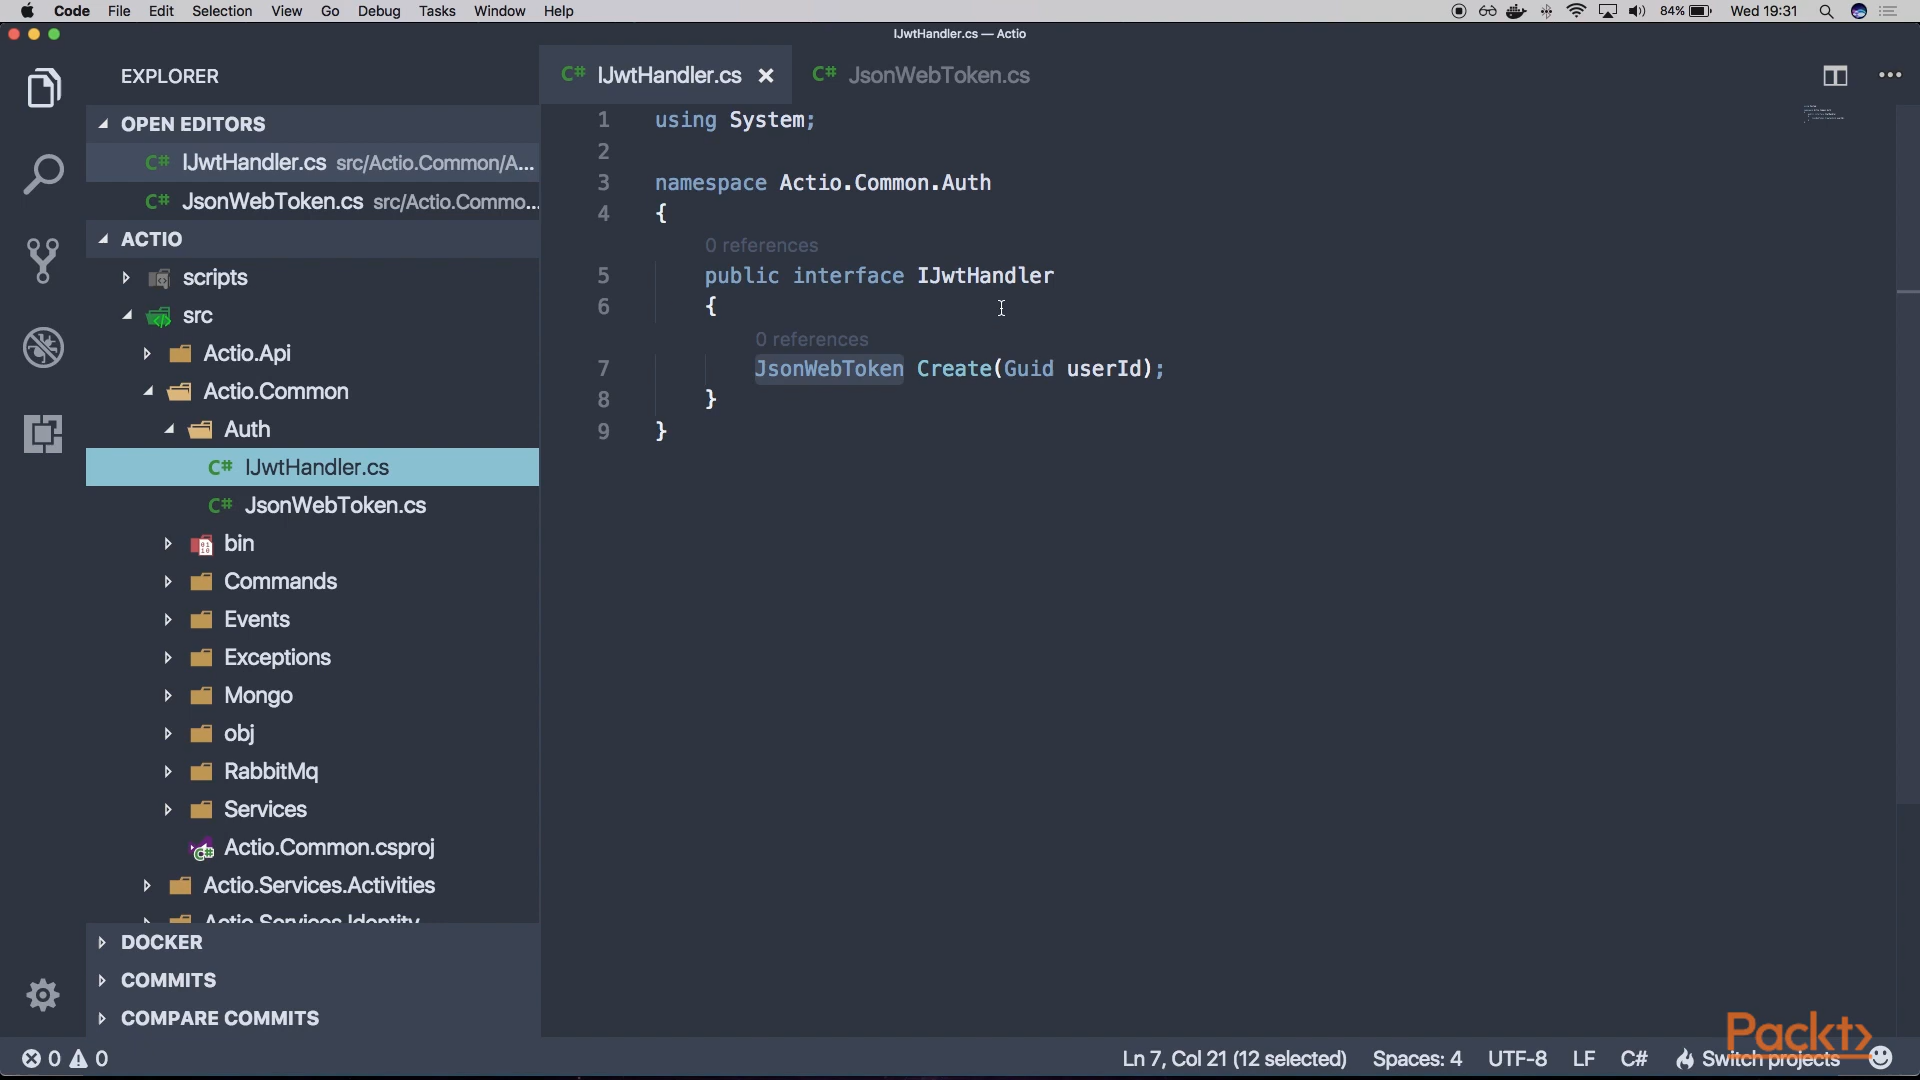 Code File Edit Selection View Go Debug Tasks Window Help
84% Wed 19:31
IJwtHandler.cs — Actio
EXPLORER
OPEN EDITORS
C# IJwtHandler.cs src/Actio.Common/A...
C# JsonWebToken.cs src/Actio.Commo...
ACTIO
scripts
src
Actio.Api
Actio.Common
Auth
C# IJwtHandler.cs
C# JsonWebToken.cs
bin
Commands
Events
Exceptions
Mongo
obj
RabbitMq
Services
Actio.Common.csproj
Actio.Services.Activities
Actio.Services.Identity
DOCKER
COMMITS
COMPARE COMMITS
C# IJwtHandler.cs
C# JsonWebToken.cs
1 using System;
2
3 namespace Actio.Common.Auth
4 {
0 references
5 public interface IJwtHandler
6 {
0 references
7 JsonWebToken Create(Guid userId);
8 }
9 }
Packt>
0 0
Ln 7, Col 21 (12 selected) Spaces: 4 UTF-8 LF C# Switch projects